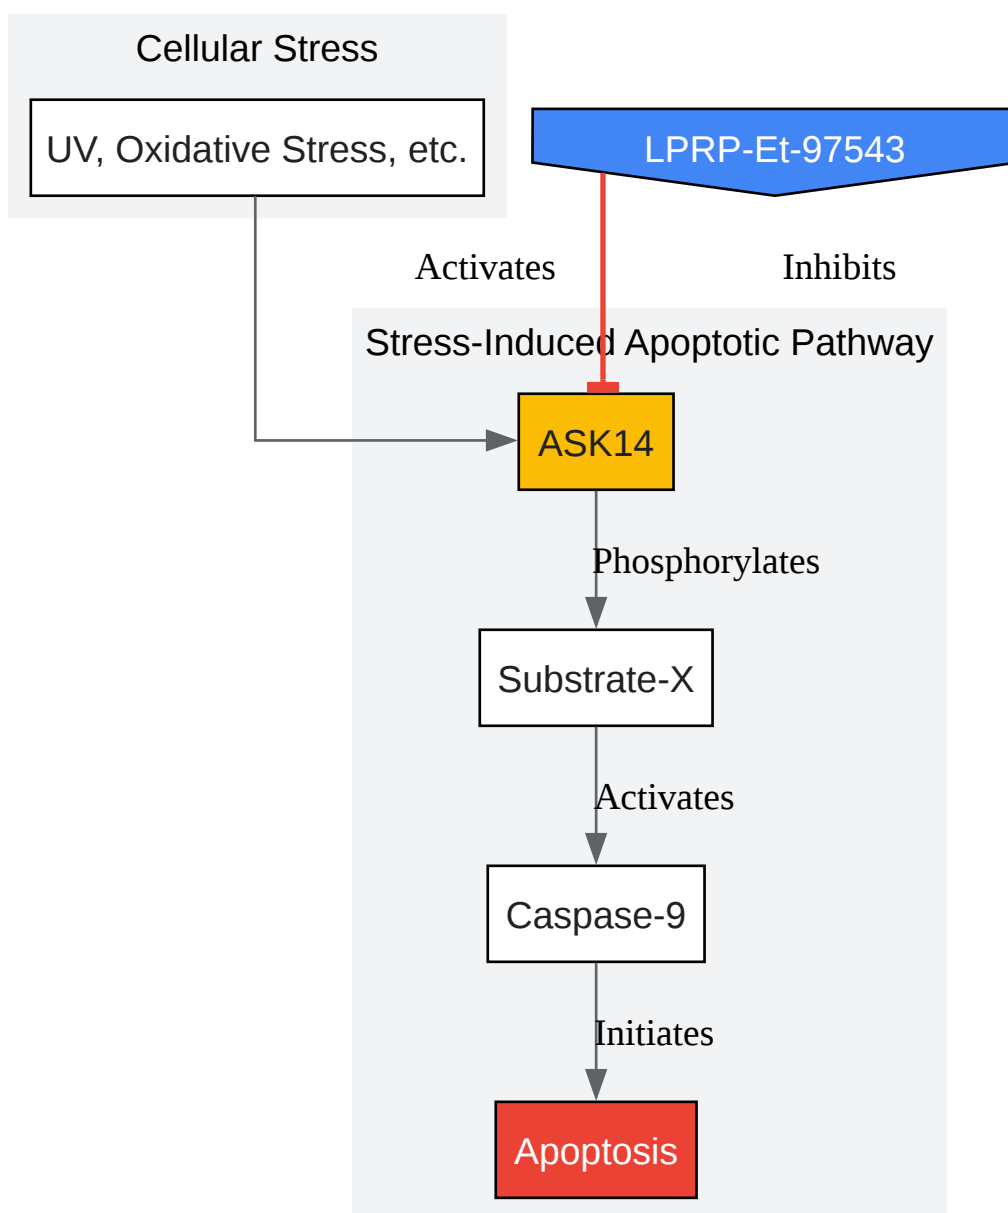 Cellular Stress
UV, Oxidative Stress, etc.
LPRP-Et-97543
Activates
Inhibits
Stress-Induced Apoptotic Pathway
ASK14
Phosphorylates
Substrate-X
Activates
Caspase-9
Initiates
Apoptosis